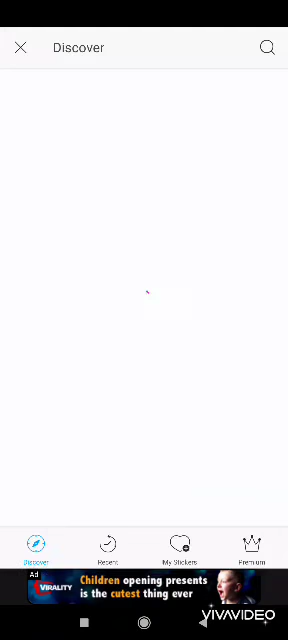 Discover
Discover
Recent
My Stickers
Premium
Ad
VIRALITY
Children opening presents
is the cutest thing ever
VIVAVIDEO